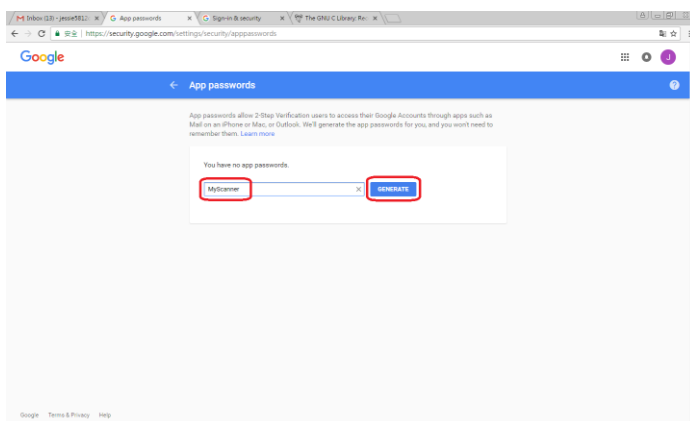 Inbox (13) - jessie5812
App passwords
Sign-in & security
The GNU C Library: Re
安全 | https://security.google.com/settings/security/apppasswords
Google
J
App passwords
App passwords allow 2-Step Verification users to access their Google Accounts through apps such as
Mail on an iPhone or Mac, or Outlook. We'll generate the app passwords for you, and you won't need to
remember them. Learn more
You have no app passwords.
MyScanner
GENERATE
Google Terms & Privacy Help